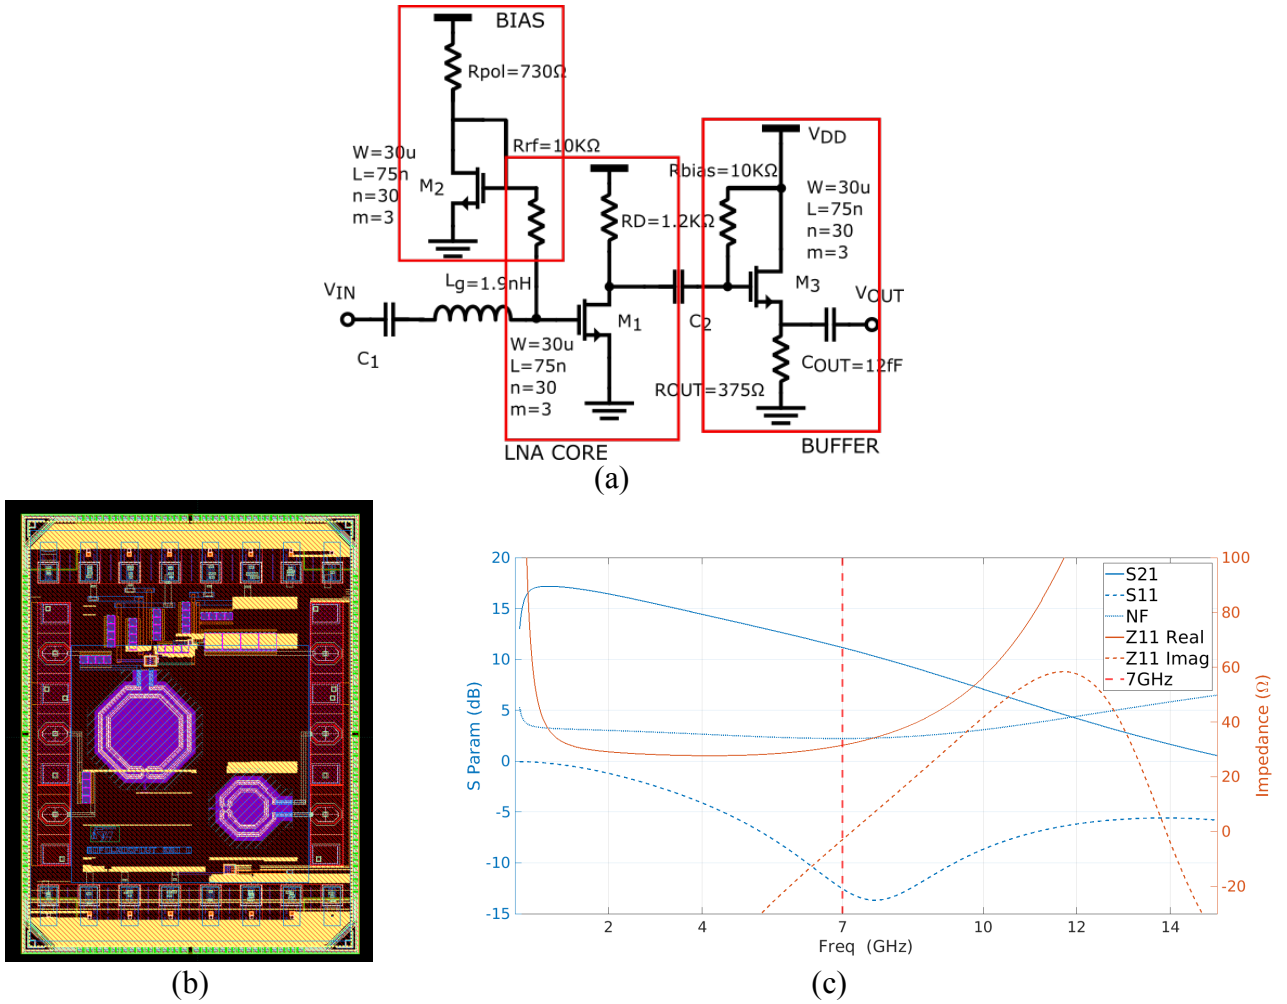 BIAS
Rpol=730Ω
Rrf=10KΩ
W=30u
L=75n
n=30
m=3
M2
Lg=1.9nH
VIN
C1
RD=1.2KΩ
M1
W=30u
L=75n
n=30
m=3
LNA CORE
C2
VDD
Rbias=10KΩ
W=30u
L=75n
n=30
m=3
M3
VOUT
COUT=12fF
ROUT=375Ω
BUFFER
(a)
(b)
20
15
10
5
0
-5
-10
-15
S Param (dB)
2
4
7
10
12
14
Freq (GHz)
100
80
60
40
20
0
-20
Impedance (Ω)
S21
S11
NF
Z11 Real
Z11 Imag
7GHz
(c)